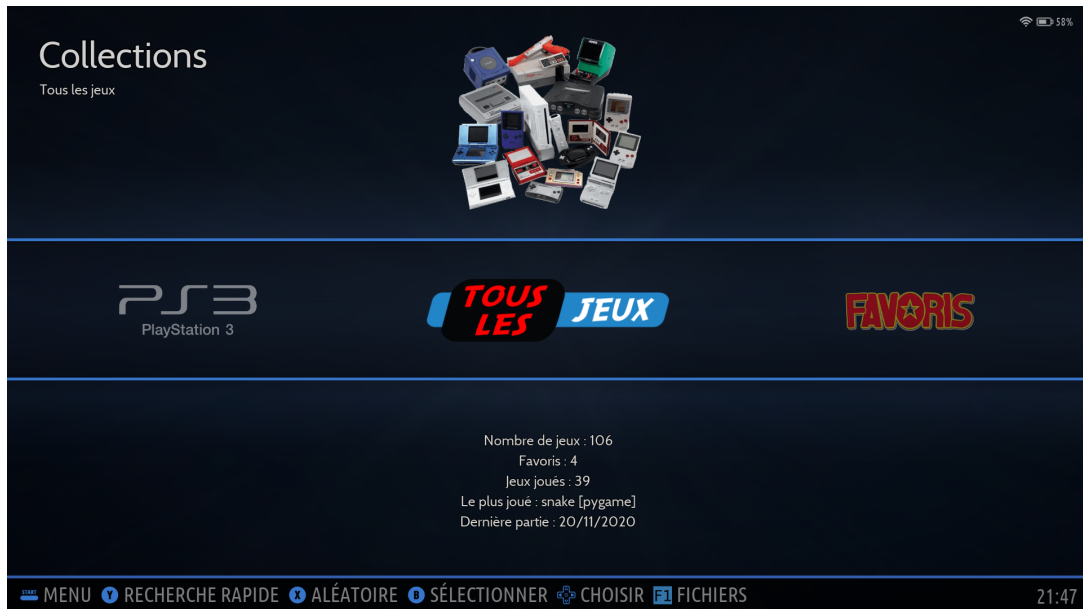 58%
Collections
Tous les jeux
PS3
PlayStation 3
TOUS LES JEUX
FAVORIS
Nombre de jeux : 106
Favoris : 4
Jeux joués : 39
Le plus joué : snake [pygame]
Dernière partie : 20/11/2020
START MENU Y RECHERCHE RAPIDE X ALÉATOIRE B SÉLECTIONNER CHOISIR F1 FICHIERS
21:47